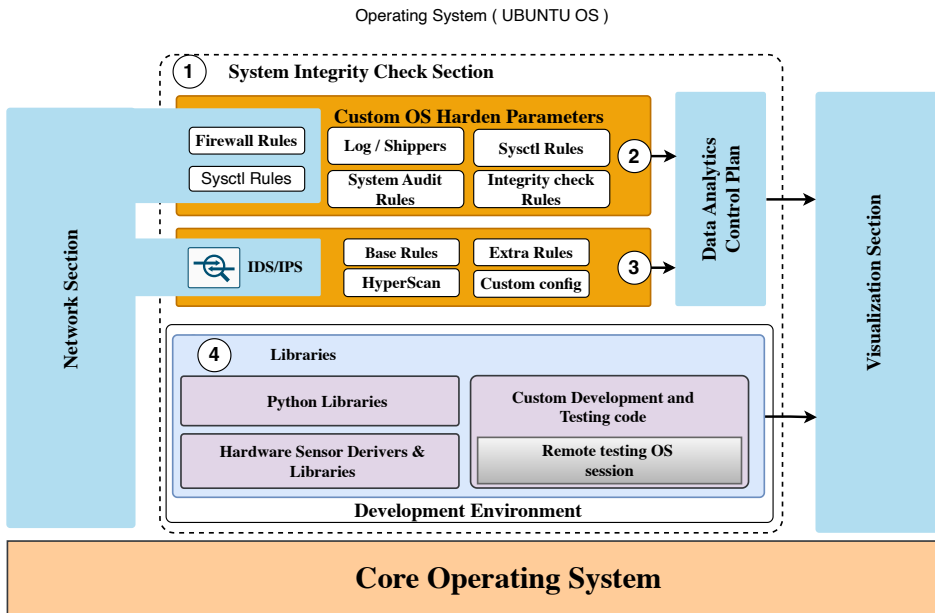 Operating System ( UBUNTU OS )
1
System Integrity Check Section
Custom OS Harden Parameters
Firewall Rules
Sysctl Rules
Log / Shippers
Sysctl Rules
System Audit
Rules
Integrity check
Rules
2
IDS/IPS
Base Rules
Extra Rules
HyperScan
Custom config
3
Network Section
Data Analytics
Control Plan
Visualization Section
4
Libraries
Python Libraries
Hardware Sensor Derivers &
Libraries
Custom Development and
Testing code
Remote testing OS
session
Development Environment
Core Operating System